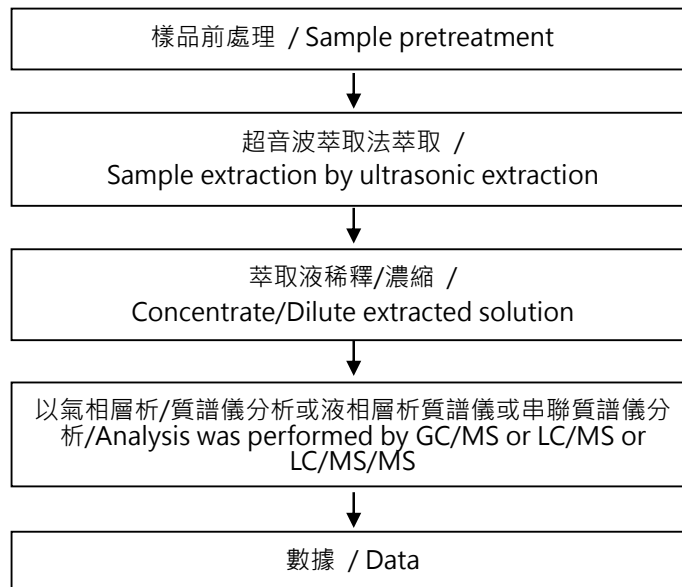 樣品前處理 / Sample pretreatment
超音波萃取法萃取 /
Sample extraction by ultrasonic extraction
萃取液稀釋/濃縮 /
Concentrate/Dilute extracted solution
以氣相層析/質譜儀分析或液相層析質譜儀或串聯質譜儀分
析/Analysis was performed by GC/MS or LC/MS or
LC/MS/MS
數據 / Data